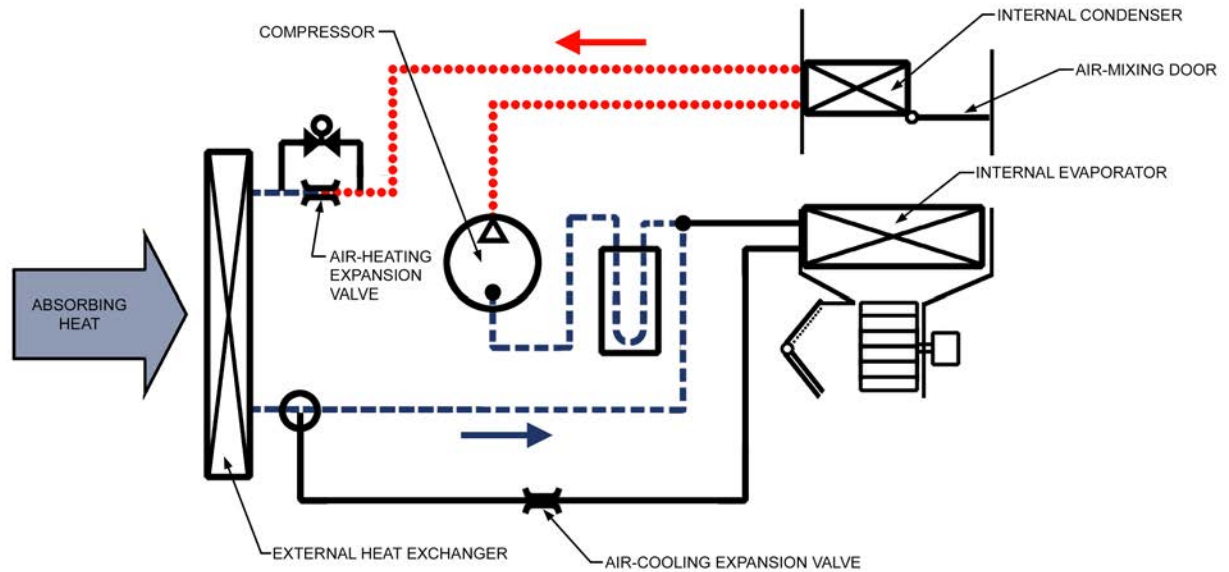 INTERNAL CONDENSER
COMPRESSOR
AIR-MIXING DOOR
INTERNAL EVAPORATOR
AIR-HEATING
EXPANSION
VALVE
ABSORBING
HEAT
EXTERNAL HEAT EXCHANGER
AIR-COOLING EXPANSION VALVE